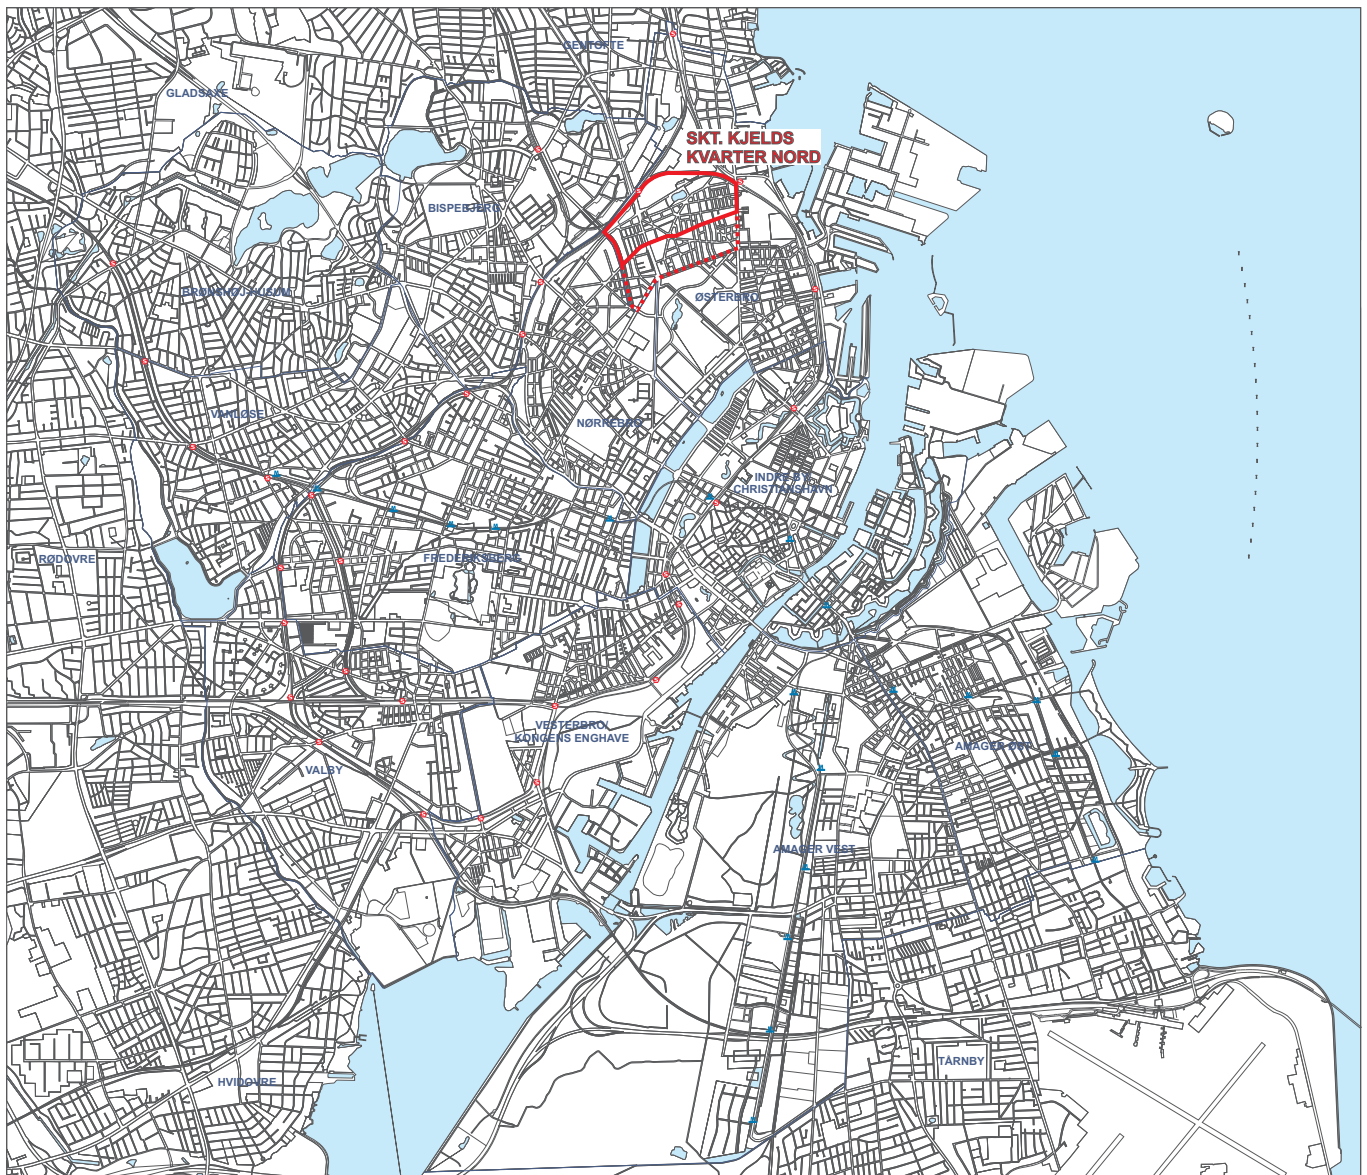 GENTOFTE
GLADSAXE
SKT. KJELDS
KVARTER NORD
BISPEBJERG
BRØNSHØJ-HUSUM
ØSTERBRO
VANLØSE
NØRREBRO
INDRE BY/
CHRISTIANSHAVN
RØDOVRE
FREDERIKSBERG
VESTERBRO/
KONGENS ENGHAVE
AMAGER ØST
VALBY
AMAGER VEST
TÅRNBY
HVIDOVRE